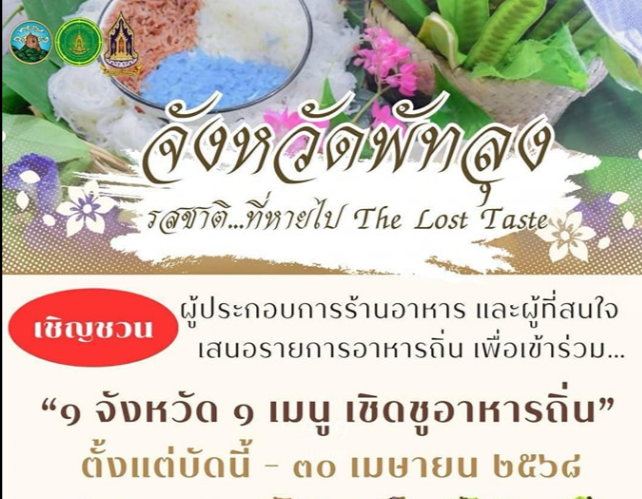 จังหวัดพัทลุง
รสชาติ...ที่หายไป The Lost Taste
เชิญชวน
ผู้ประกอบการร้านอาหาร และผู้ที่สนใจ
เสนอรายการอาหารถิ่น เพื่อเข้าร่วม...
“๑ จังหวัด ๑ เมนู เชิดชูอาหารถิ่น”
ตั้งแต่บัดนี้ - ๓๐ เมษายน ๒๕๖๘